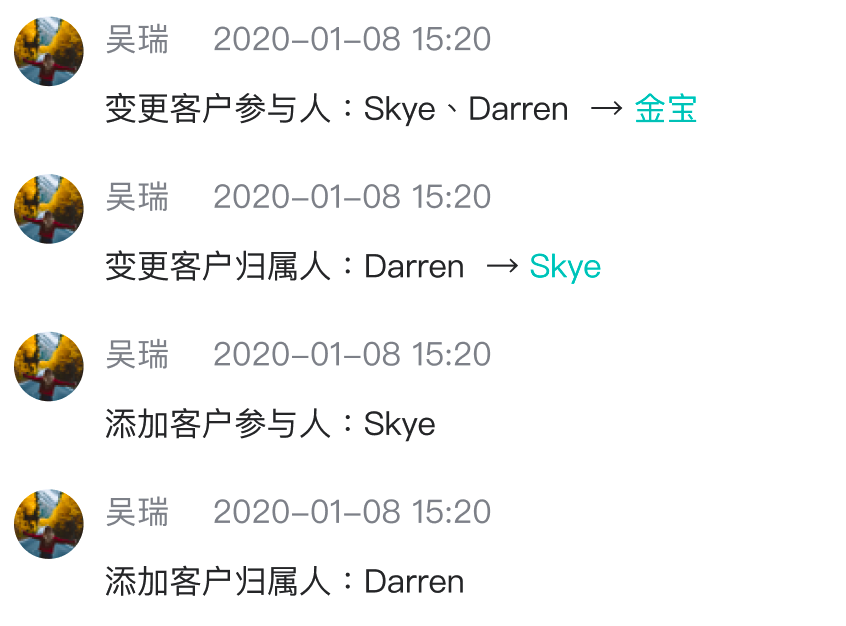 吴瑞 2020-01-08 15:20
变更客户参与人：Skye、Darren → 金宝
吴瑞 2020-01-08 15:20
变更客户归属人：Darren → Skye
吴瑞 2020-01-08 15:20
添加客户参与人：Skye
吴瑞 2020-01-08 15:20
添加客户归属人：Darren